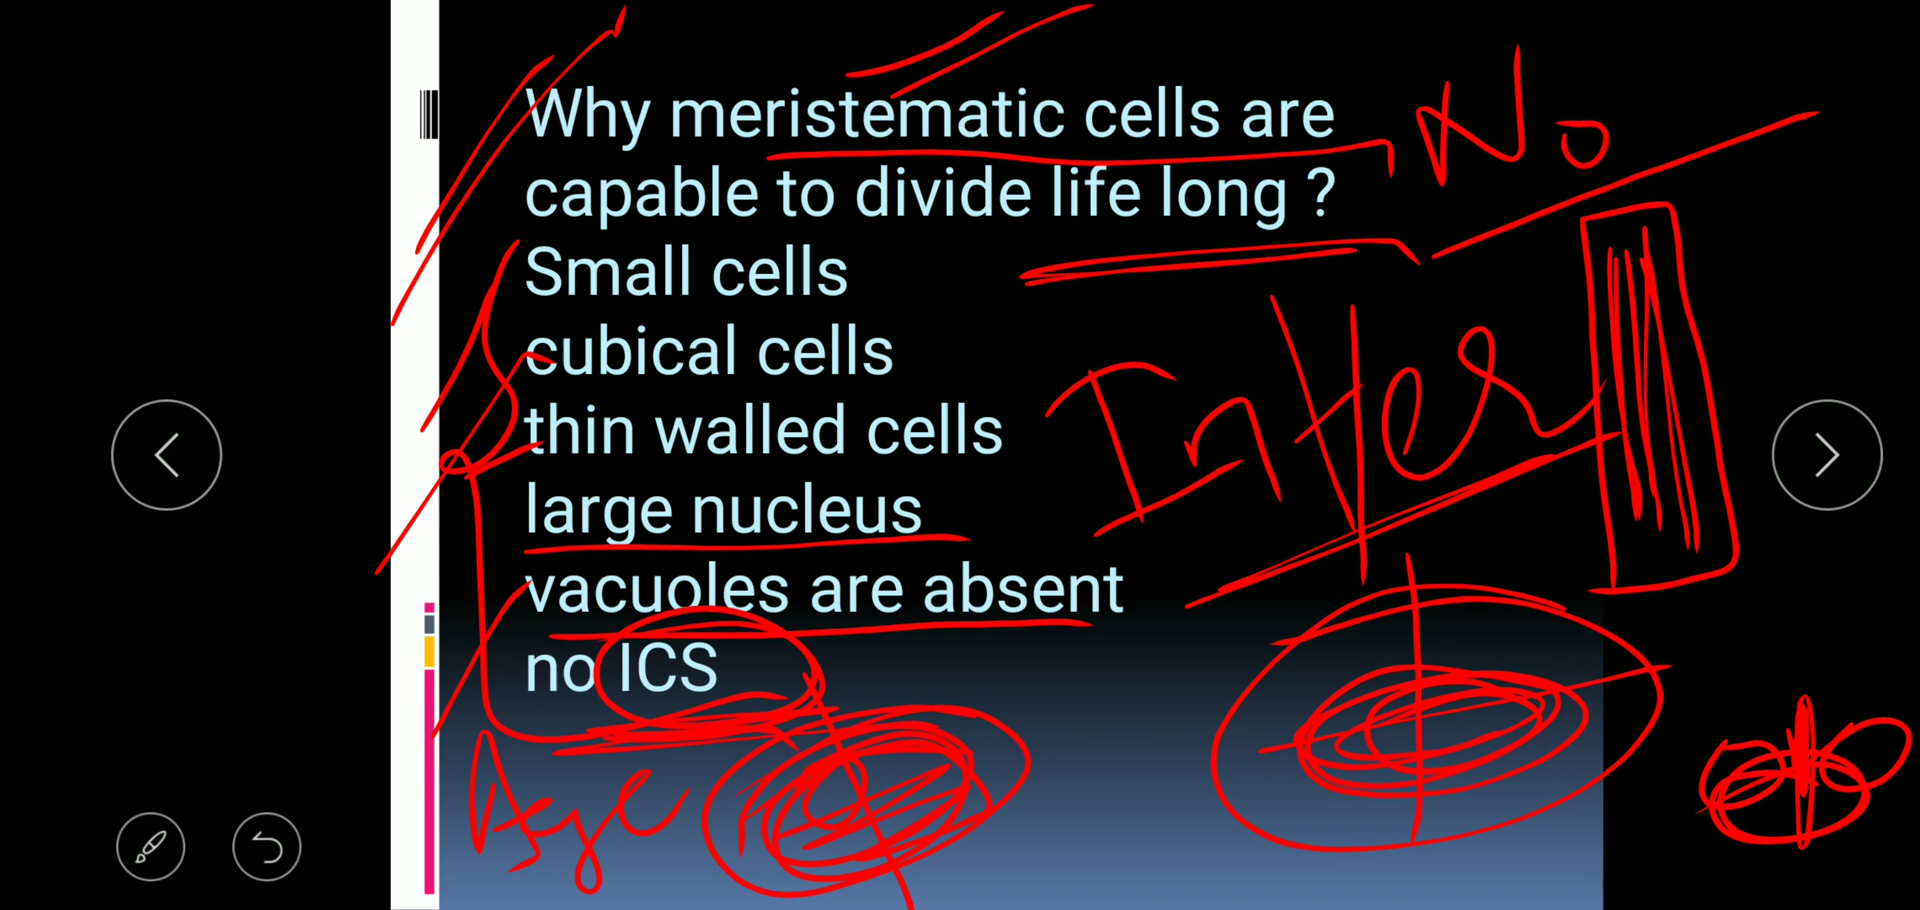 Why meristematic cells are
No
capable to divide life long ?
Small cells
cubical cells
thin walled cells
Inter
large nucleus
vacuoles are absent
no ICS
Age